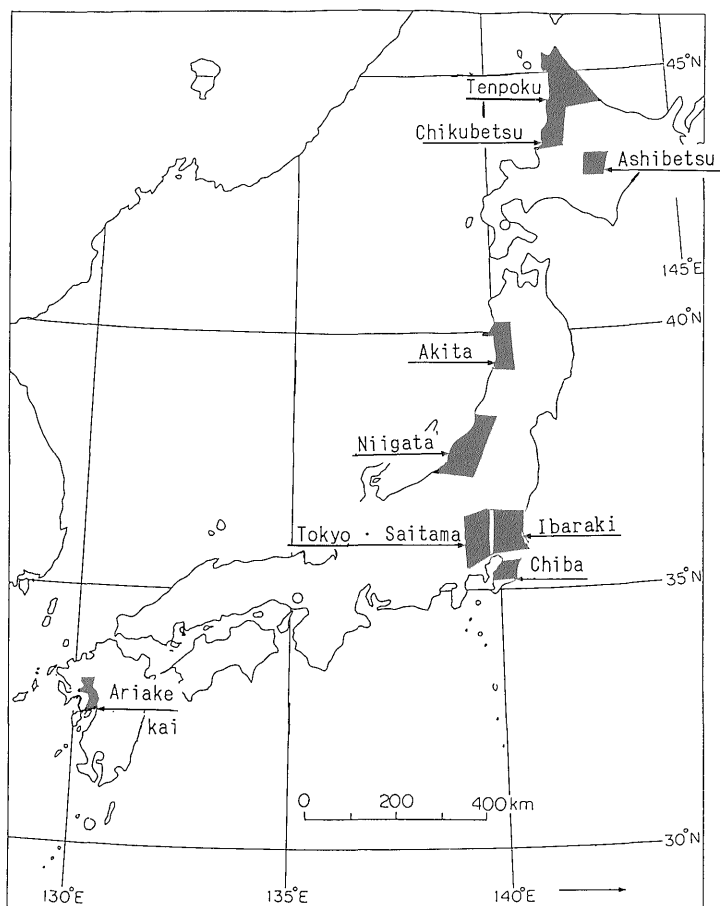 45°N
Tenpoku
Chikubetsu
Ashibetsu
145°E
40°N
Akita
Niigata
Tokyo · Saitama
Ibaraki
Chiba
35°N
Ariake
kai
0 200 400km
30°N
130°E 135°E 140°E